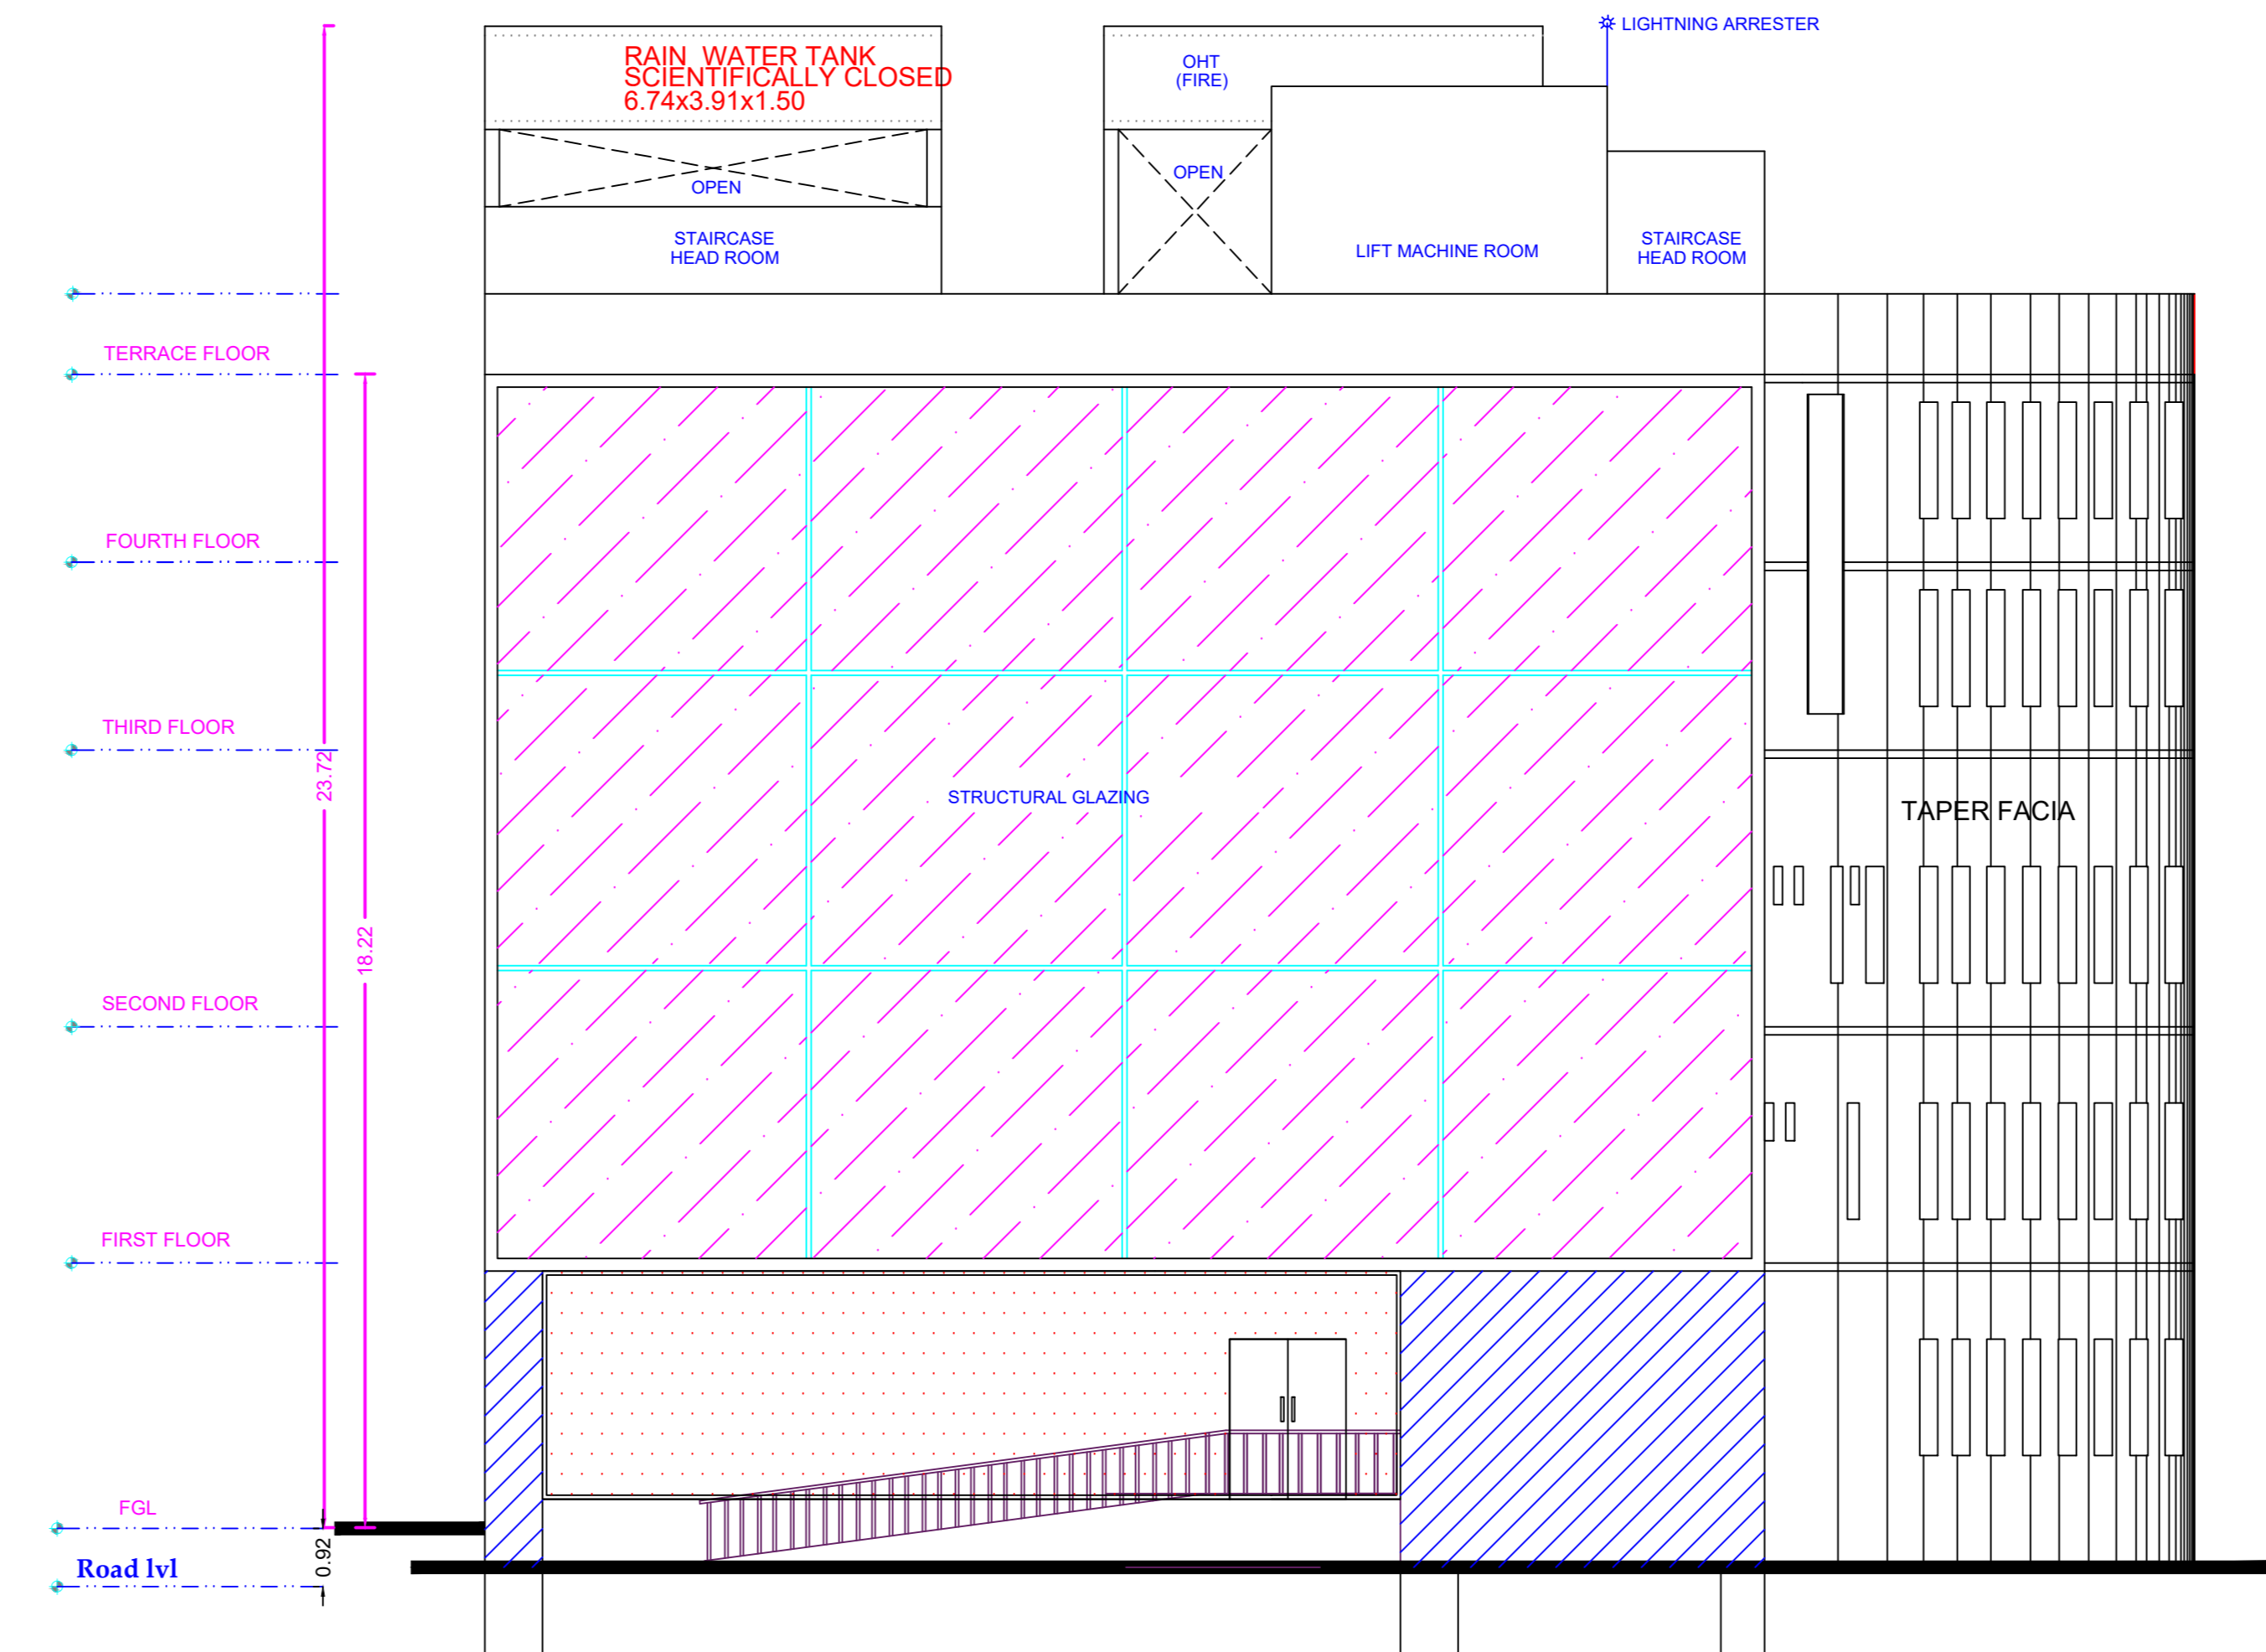 LIGHTNING ARRESTER
RAIN WATER TANK
SCIENTIFICALLY CLOSED
6.74x3.91x1.50
OHT
(FIRE)
OPEN
OPEN
STAIRCASE
HEAD ROOM
LIFT MACHINE ROOM
STAIRCASE
HEAD ROOM
TERRACE FLOOR
FOURTH FLOOR
THIRD FLOOR
23.72
STRUCTURAL GLAZING
TAPER FACIA
18.22
SECOND FLOOR
FIRST FLOOR
FGL
0.92
Road lvl